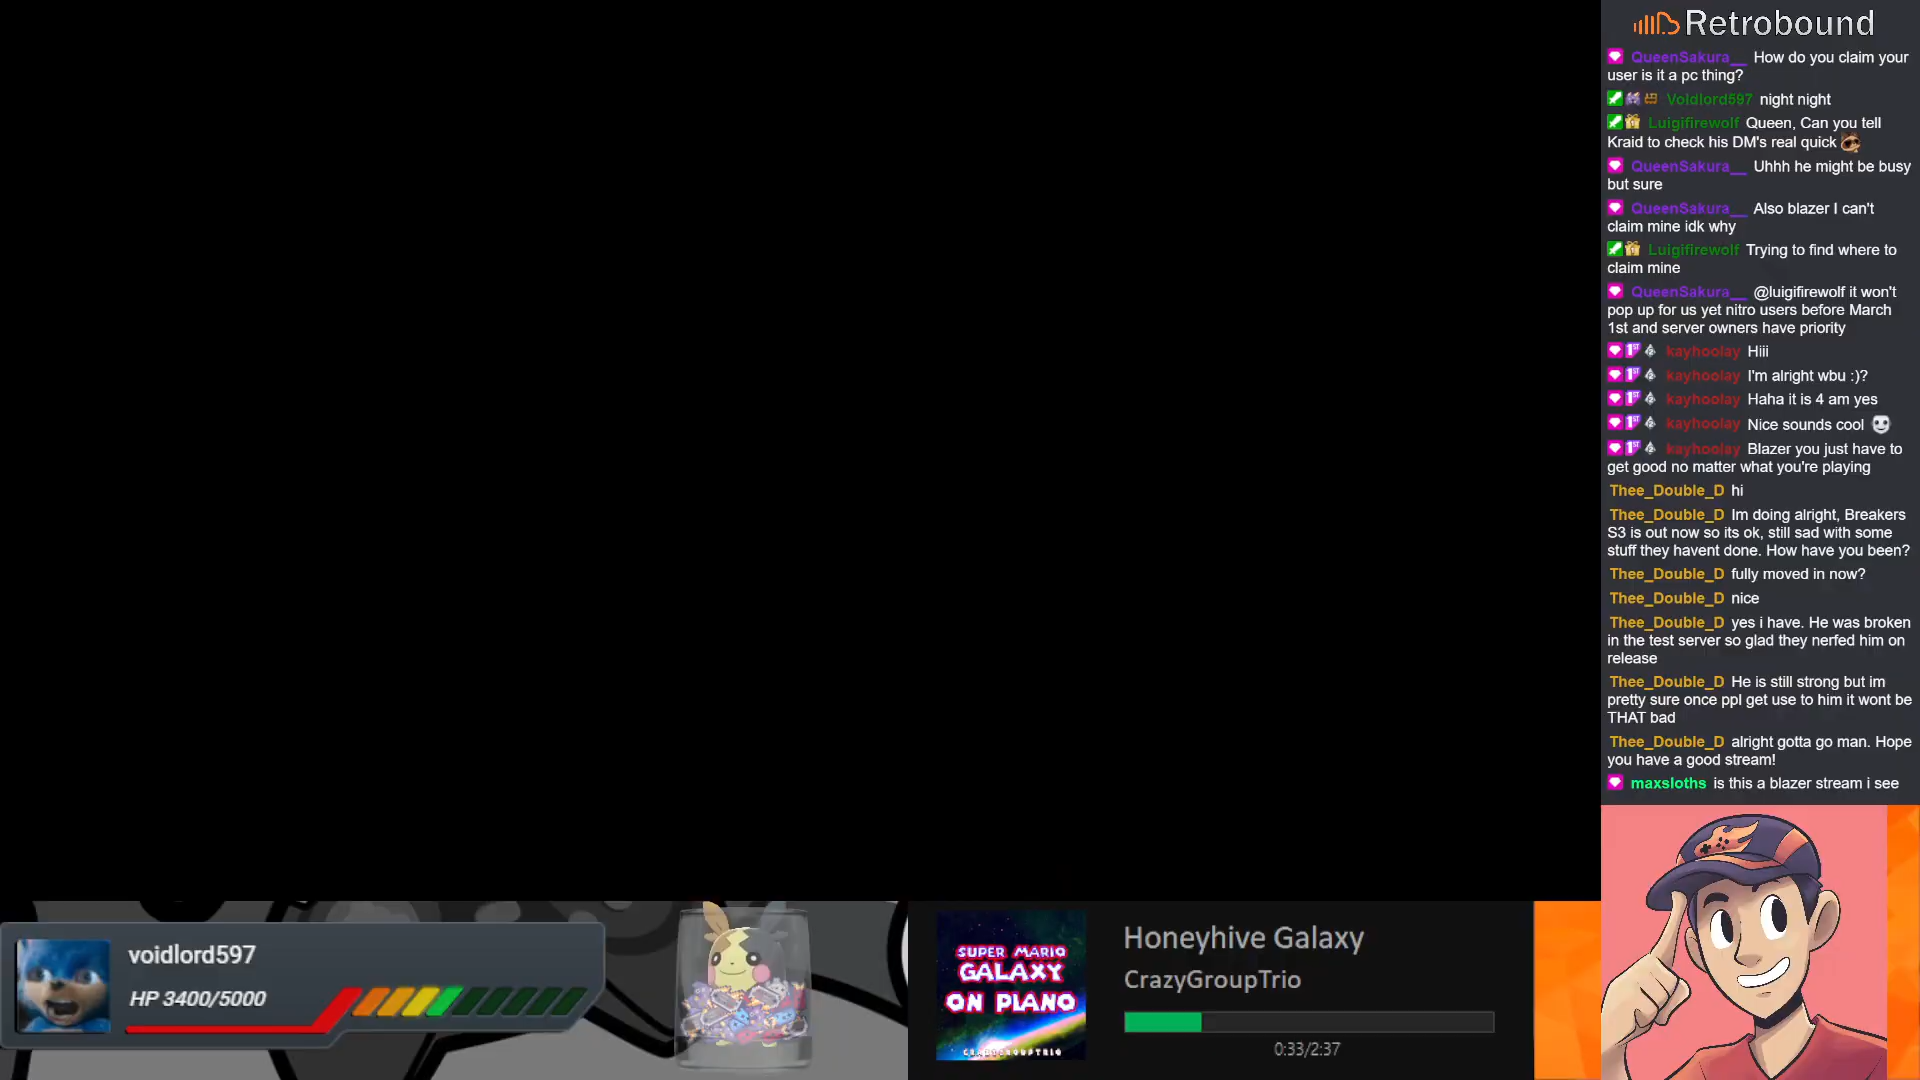 Retrobound
QueenSakura__ How do you claim your
user is it a pc thing?
Voidlord597 night night
Luigifirewolf Queen, Can you tell
Kraid to check his DM's real quick
QueenSakura__ Uhhh he might be busy
but sure
QueenSakura__ Also blazer I can't
claim mine idk why
Luigifirewolf Trying to find where to
claim mine
QueenSakura__ @luigifirewolf it won't
pop up for us yet nitro users before March
1st and server owners have priority
kayhoolay Hiii
kayhoolay I'm alright wbu :)?
kayhoolay Haha it is 4 am yes
kayhoolay Nice sounds cool
kayhoolay Blazer you just have to
get good no matter what you're playing
Thee_Double_D hi
Thee_Double_D Im doing alright, Breakers
S3 is out now so its ok, still sad with some
stuff they havent done. How have you been?
Thee_Double_D fully moved in now?
Thee_Double_D nice
Thee_Double_D yes i have. He was broken
in the test server so glad they nerfed him on
release
Thee_Double_D He is still strong but im
pretty sure once ppl get use to him it wont be
THAT bad
Thee_Double_D alright gotta go man. Hope
you have a good stream!
maxsloths is this a blazer stream i see
voidlord597
HP 3400/5000
SUPER MARIO
GALAXY
ON PIANO
CRAZYGROUPTRIO
Honeyhive Galaxy
CrazyGroupTrio
0:33/2:37